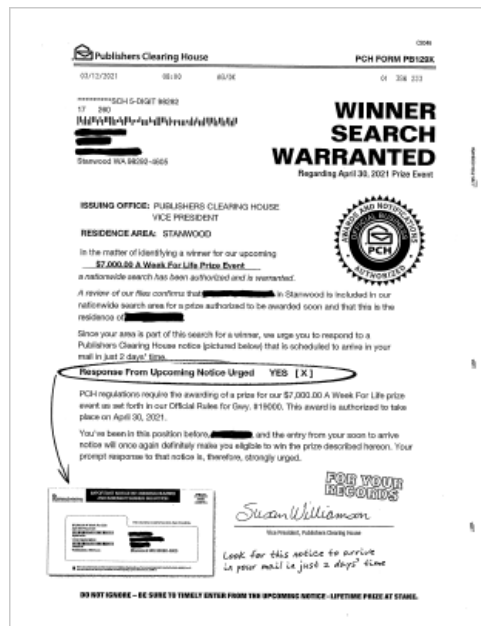 Publishers Clearing House
PCH FORM PB129X
03/12/2021
01 356 233
*********SCH 5-DIGIT 98292
17 260
Stanwood WA 98292-4605
WINNER
SEARCH
WARRANTED
Regarding April 30, 2021 Prize Event
ISSUING OFFICE: PUBLISHERS CLEARING HOUSE
VICE PRESIDENT
RESIDENCE AREA: STANWOOD
AWARDS AND NOTIFICATIONS
OFFICIAL BUSINESS
PCH
AUTHORIZED
In the matter of identifying a winner for our upcoming
$7,000.00 A Week For Life Prize Event
a nationwide search has been authorized and is warranted.
A review of our files confirms that in Stanwood is included in our
nationwide search area for a prize authorized to be awarded soon and that this is the
residence of
Since your area is part of this search for a winner, we urge you to respond to a
Publishers Clearing House notice (pictured below) that is scheduled to arrive in your
mail in just 2 days' time.
Response From Upcoming Notice Urged YES [X]
PCH regulations require the awarding of a prize for our $7,000.00 A Week For Life prize
event as set forth in our Official Rules for Gwy. #19000. This award is authorized to take
place on April 30, 2021.
You've been in this position before, and the entry from your soon to arrive
notice will once again definitely make you eligible to win the prize described hereon. Your
prompt response to that notice is, therefore, strongly urged.
FOR YOUR
RECORDS
Susan Williamson
Vice President, Publishers Clearing House
Look for this notice to arrive
in your mail in just 2 days' time
DO NOT IGNORE – BE SURE TO TIMELY ENTER FROM THE UPCOMING NOTICE - LIFETIME PRIZE AT STAKE.